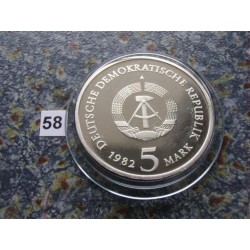 58
DEUTSCHE DEMOKRATISCHE REPUBLIK
A
1982 5 MARK